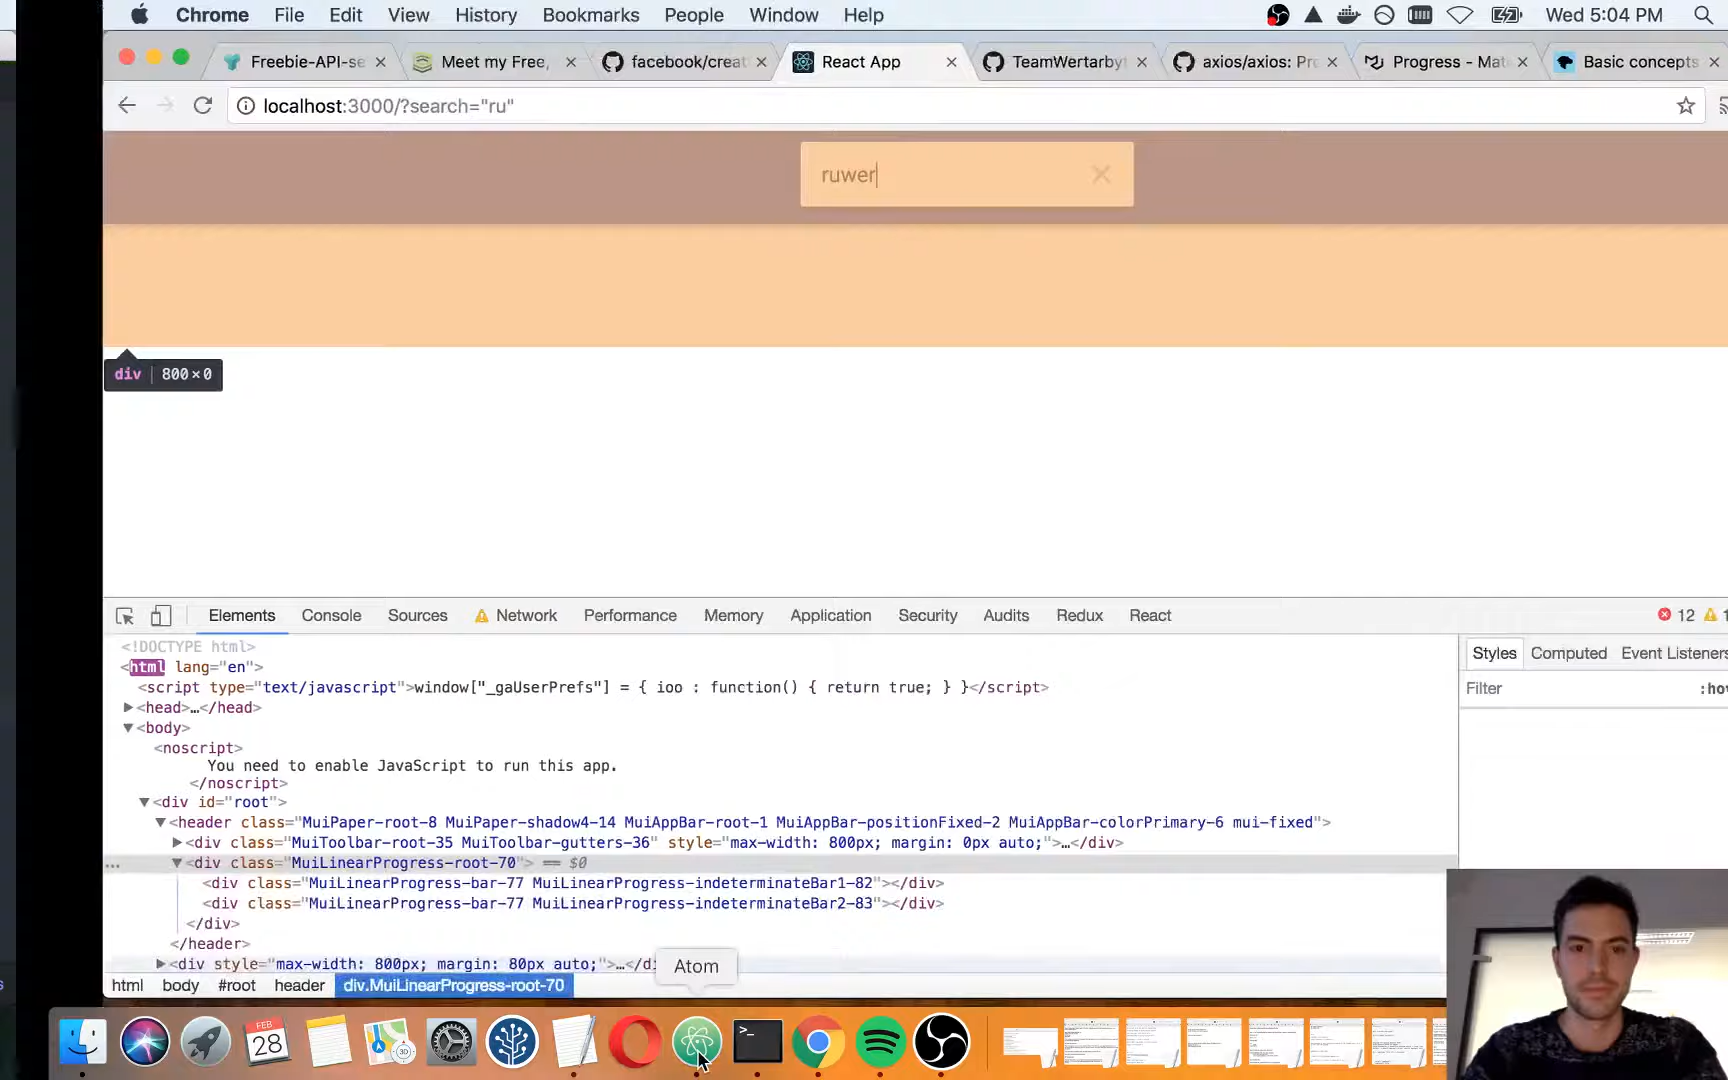 Chrome File Edit View History Bookmarks People Window Help Wed 5:04 PM
Freebie-API-se Meet my Free, facebook/creat React App TeamWertarby axios/axios: Pr Progress - Mat Basic concepts
localhost:3000/?search="ru"
ruwer
div 800×0
Elements Console Sources Network Performance Memory Application Security Audits Redux React 12 1
<!DOCTYPE html>
<html lang="en">
<script type="text/javascript">window["_gaUserPrefs"] = { ioo : function() { return true; } }</script>
<head>…</head>
<body>
<noscript>
You need to enable JavaScript to run this app.
</noscript>
<div id="root">
<header class="MuiPaper-root-8 MuiPaper-shadow4-14 MuiAppBar-root-1 MuiAppBar-positionFixed-2 MuiAppBar-colorPrimary-6 mui-fixed">
<div class="MuiToolbar-root-35 MuiToolbar-gutters-36" style="max-width: 800px; margin: 0px auto;">…</div>
… <div class="MuiLinearProgress-root-70"> == $0
<div class="MuiLinearProgress-bar-77 MuiLinearProgress-indeterminateBar1-82"></div>
<div class="MuiLinearProgress-bar-77 MuiLinearProgress-indeterminateBar2-83"></div>
</div>
</header>
<div style="max-width: 800px; margin: 80px auto;">…</di
html body #root header div.MuiLinearProgress-root-70
Styles Computed Event Listeners
Filter :hov
Atom
FEB
28
30
>_